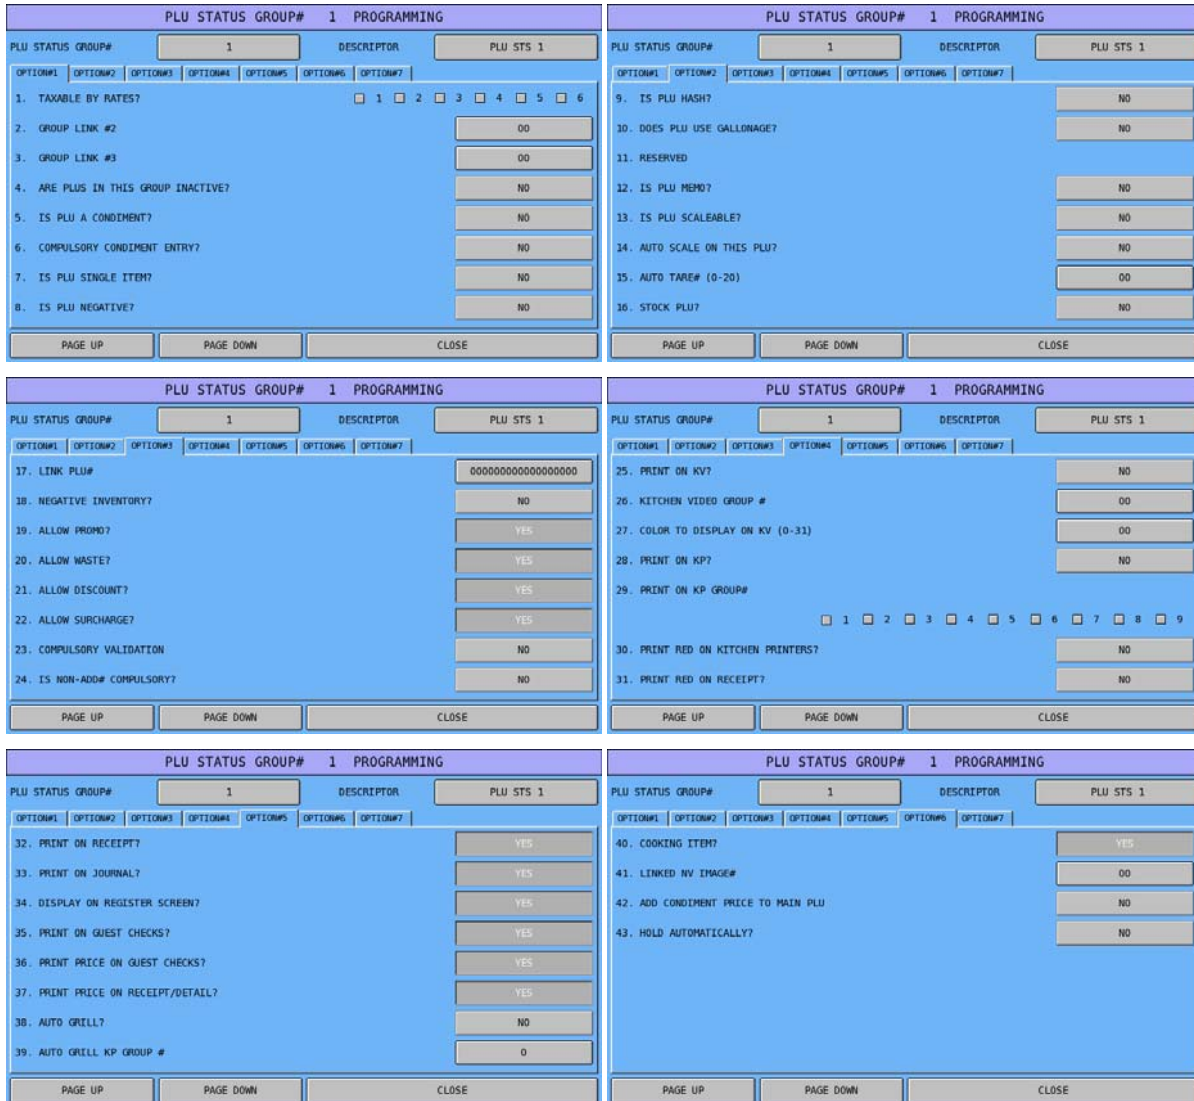 PLU STATUS GROUP# 1 PROGRAMMING
PLU STATUS GROUP# 1 DESCRIPTOR PLU STS 1
OPTION#1 OPTION#2 OPTION#3 OPTION#4 OPTION#5 OPTION#6 OPTION#7
1. TAXABLE BY RATES? 1 2 3 4 5 6
2. GROUP LINK #2 00
3. GROUP LINK #3 00
4. ARE PLUS IN THIS GROUP INACTIVE? NO
5. IS PLU A CONDIMENT? NO
6. COMPULSORY CONDIMENT ENTRY? NO
7. IS PLU SINGLE ITEM? NO
8. IS PLU NEGATIVE? NO
PAGE UP PAGE DOWN CLOSE
PLU STATUS GROUP# 1 PROGRAMMING
PLU STATUS GROUP# 1 DESCRIPTOR PLU STS 1
OPTION#1 OPTION#2 OPTION#3 OPTION#4 OPTION#5 OPTION#6 OPTION#7
9. IS PLU HASH? NO
10. DOES PLU USE GALLONAGE? NO
11. RESERVED
12. IS PLU MEMO? NO
13. IS PLU SCALEABLE? NO
14. AUTO SCALE ON THIS PLU? NO
15. AUTO TARE# (0-20) 00
16. STOCK PLU? NO
PAGE UP PAGE DOWN CLOSE
PLU STATUS GROUP# 1 PROGRAMMING
PLU STATUS GROUP# 1 DESCRIPTOR PLU STS 1
OPTION#1 OPTION#2 OPTION#3 OPTION#4 OPTION#5 OPTION#6 OPTION#7
17. LINK PLU# 000000000000000000
18. NEGATIVE INVENTORY? NO
19. ALLOW PROMO? YES
20. ALLOW WASTE? YES
21. ALLOW DISCOUNT? YES
22. ALLOW SURCHARGE? YES
23. COMPULSORY VALIDATION NO
24. IS NON-ADD# COMPULSORY? NO
PAGE UP PAGE DOWN CLOSE
PLU STATUS GROUP# 1 PROGRAMMING
PLU STATUS GROUP# 1 DESCRIPTOR PLU STS 1
OPTION#1 OPTION#2 OPTION#3 OPTION#4 OPTION#5 OPTION#6 OPTION#7
25. PRINT ON KV? NO
26. KITCHEN VIDEO GROUP # 00
27. COLOR TO DISPLAY ON KV (0-31) 00
28. PRINT ON KP? NO
29. PRINT ON KP GROUP#
1 2 3 4 5 6 7 8 9
30. PRINT RED ON KITCHEN PRINTERS? NO
31. PRINT RED ON RECEIPT? NO
PAGE UP PAGE DOWN CLOSE
PLU STATUS GROUP# 1 PROGRAMMING
PLU STATUS GROUP# 1 DESCRIPTOR PLU STS 1
OPTION#1 OPTION#2 OPTION#3 OPTION#4 OPTION#5 OPTION#6 OPTION#7
32. PRINT ON RECEIPT? YES
33. PRINT ON JOURNAL? YES
34. DISPLAY ON REGISTER SCREEN? YES
35. PRINT ON GUEST CHECKS? YES
36. PRINT PRICE ON GUEST CHECKS? YES
37. PRINT PRICE ON RECEIPT/DETAIL? YES
38. AUTO GRILL? NO
39. AUTO GRILL KP GROUP # 0
PAGE UP PAGE DOWN CLOSE
PLU STATUS GROUP# 1 PROGRAMMING
PLU STATUS GROUP# 1 DESCRIPTOR PLU STS 1
OPTION#1 OPTION#2 OPTION#3 OPTION#4 OPTION#5 OPTION#6 OPTION#7
40. COOKING ITEM? YES
41. LINKED NV IMAGE# 00
42. ADD CONDIMENT PRICE TO MAIN PLU NO
43. HOLD AUTOMATICALLY? NO
PAGE UP PAGE DOWN CLOSE